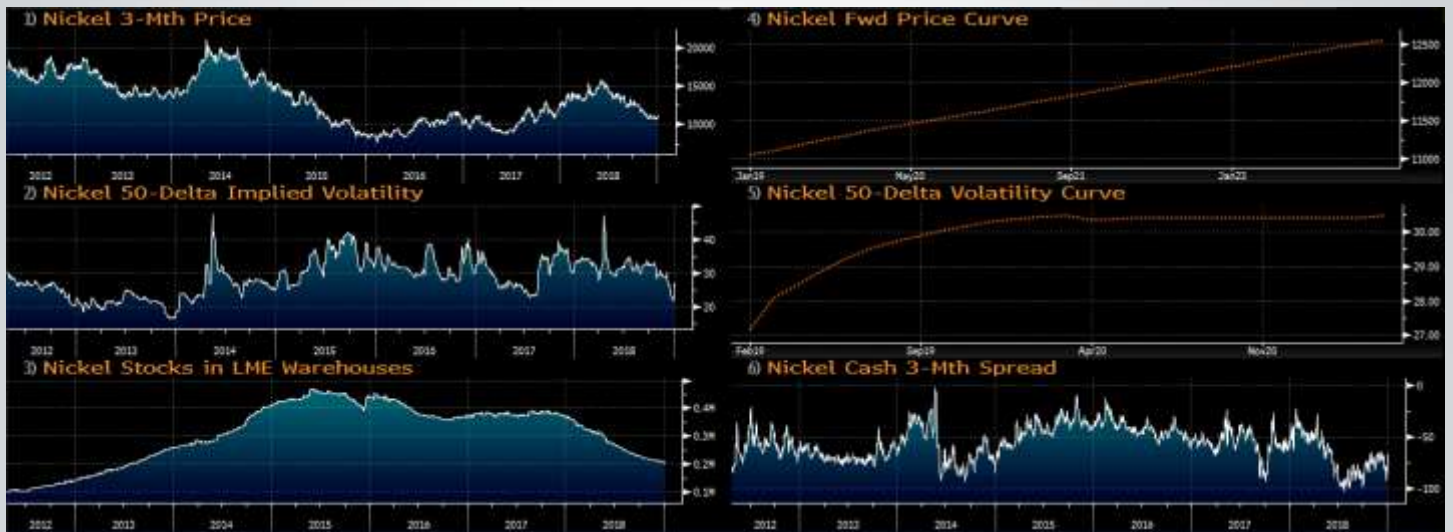 1) Nickel 3-Mth Price
20000
15000
10000
2012 2013 2014 2015 2016 2017 2018
2) Nickel 50-Delta Implied Volatility
40
30
20
2012 2013 2014 2015 2016 2017 2018
3) Nickel Stocks in LME Warehouses
0.4M
0.3M
0.2M
0.1M
2012 2013 2014 2015 2016 2017 2018
4) Nickel Fwd Price Curve
12500
12000
11500
11000
Jan19 May20 Sep21 Jan23
5) Nickel 50-Delta Volatility Curve
30.00
29.00
28.00
27.00
Feb19 Sep19 Apr20 Nov20
6) Nickel Cash 3-Mth Spread
0
-50
-100
2012 2013 2014 2015 2016 2017 2018